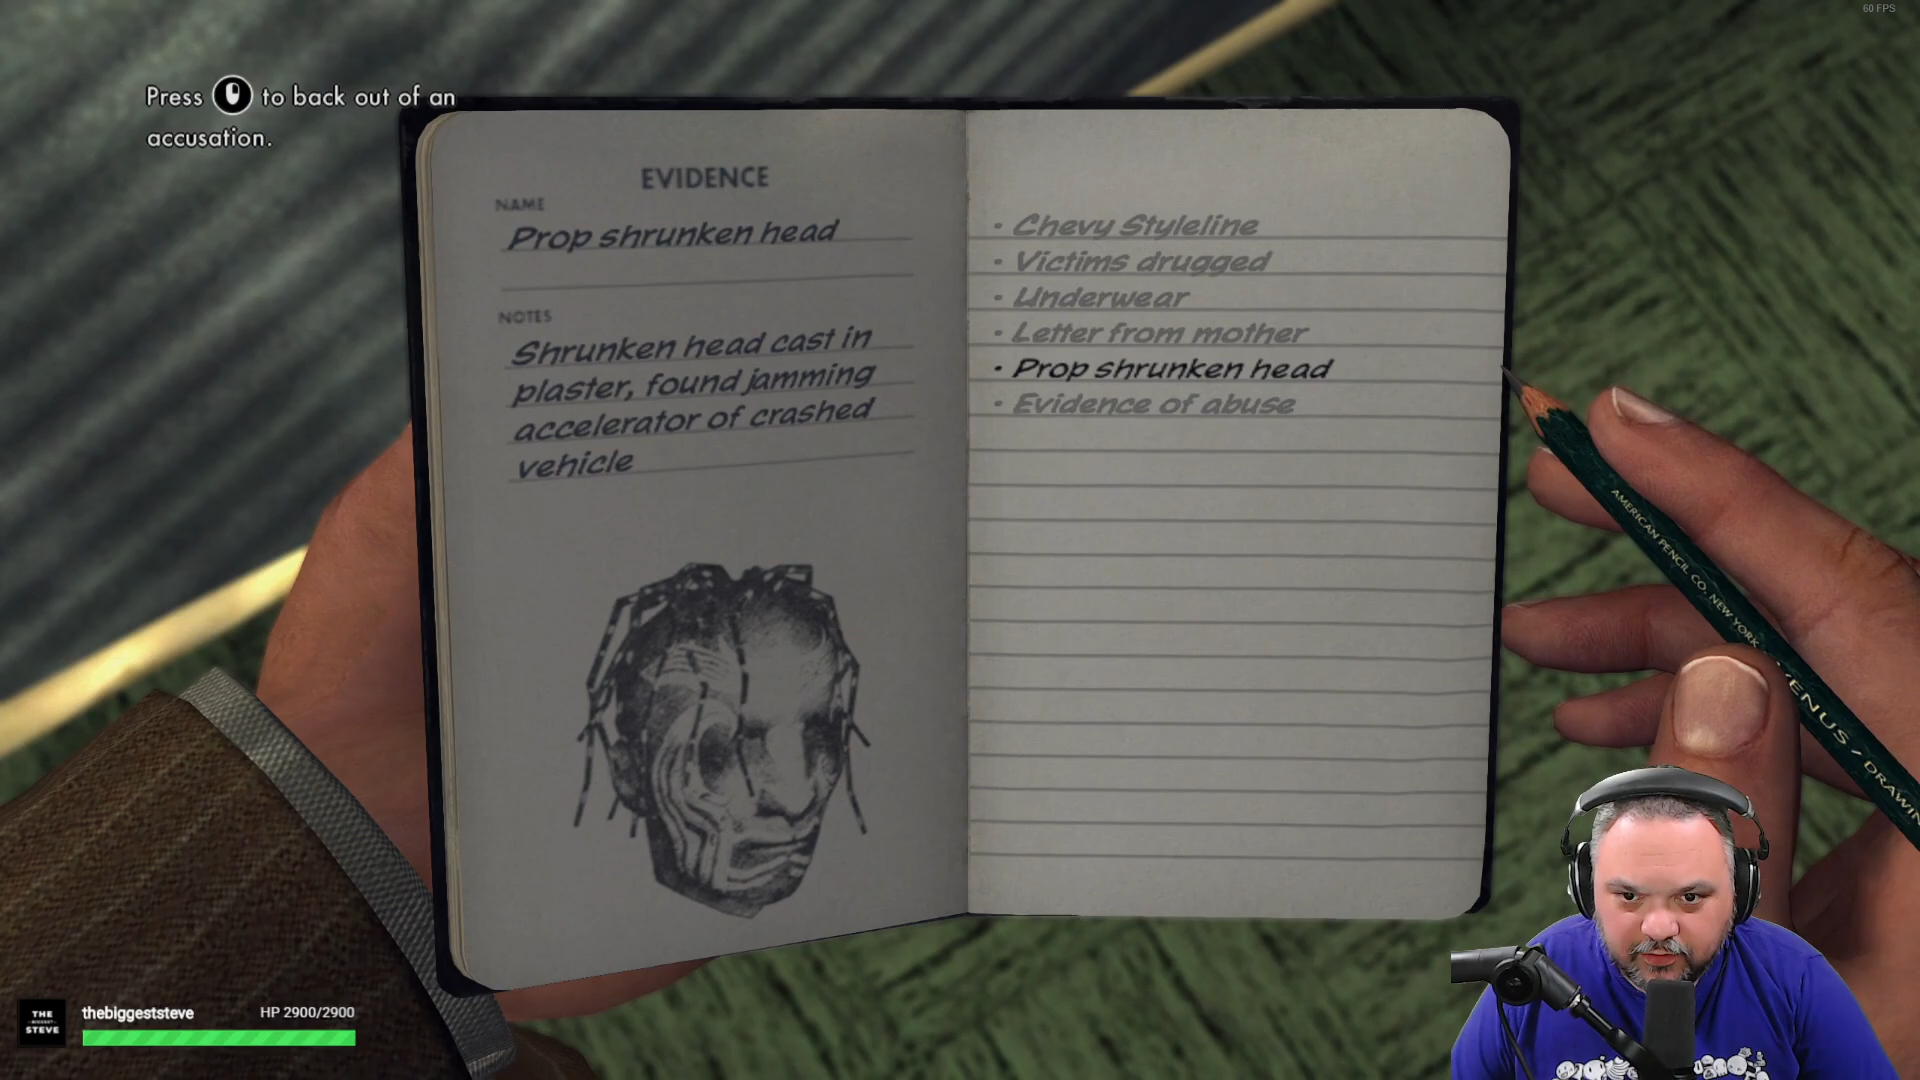 60 FPS
Press to back out of an
accusation.
EVIDENCE
NAME
Prop shrunken head
NOTES
Shrunken head cast in
plaster, found jamming
accelerator of crashed
vehicle
• Chevy Styleline
• Victims drugged
• Underwear
• Letter from mother
• Prop shrunken head
• Evidence of abuse
AMERICAN PENCIL CO. NEW YORK
VENUS / DRAWIN
THE
STEVE
thebiggeststeve
HP 2900/2900